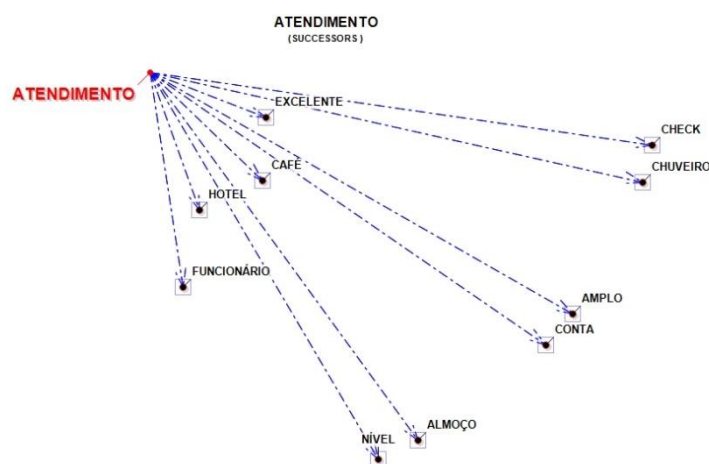 ATENDIMENTO
(SUCCESSORS)
ATENDIMENTO
EXCELENTE
CHECK
CAFÉ
CHUVEIRO
HOTEL
FUNCIONÁRIO
AMPLO
CONTA
ALMOÇO
NÍVEL